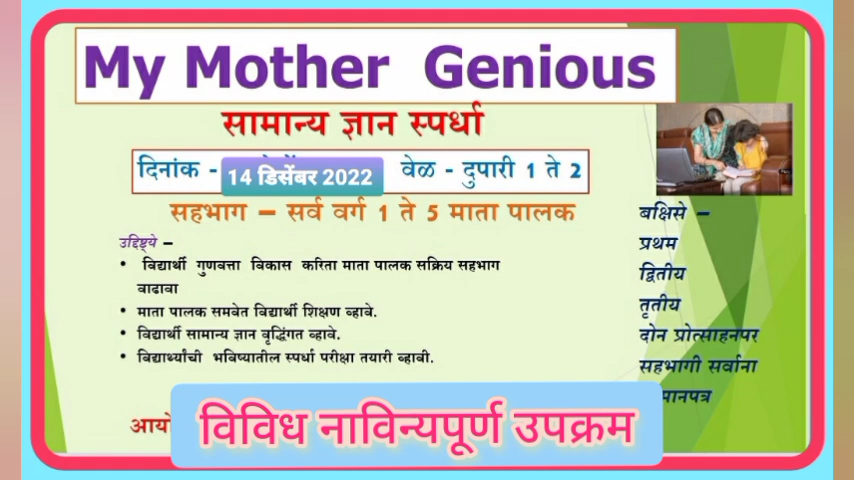 My Mother Genious
सामान्य ज्ञान स्पर्धा
दिनांक - 14 डिसेंबर 2022 वेळ - दुपारी 1 ते 2
सहभाग – सर्व वर्ग 1 ते 5 माता पालक
उद्दिष्ट्ये –
• विद्यार्थी गुणवत्ता विकास करिता माता पालक सक्रिय सहभाग
वाढावा
• माता पालक समवेत विद्यार्थी शिक्षण व्हावे.
• विद्यार्थी सामान्य ज्ञान वृद्धिंगत व्हावे.
• विद्यार्थ्यांची भविष्यातील स्पर्धा परीक्षा तयारी व्हावी.
बक्षिसे –
प्रथम
द्वितीय
तृतीय
दोन प्रोत्साहनपर
सहभागी सर्वाना
विविध नाविन्यपूर्ण उपक्रम